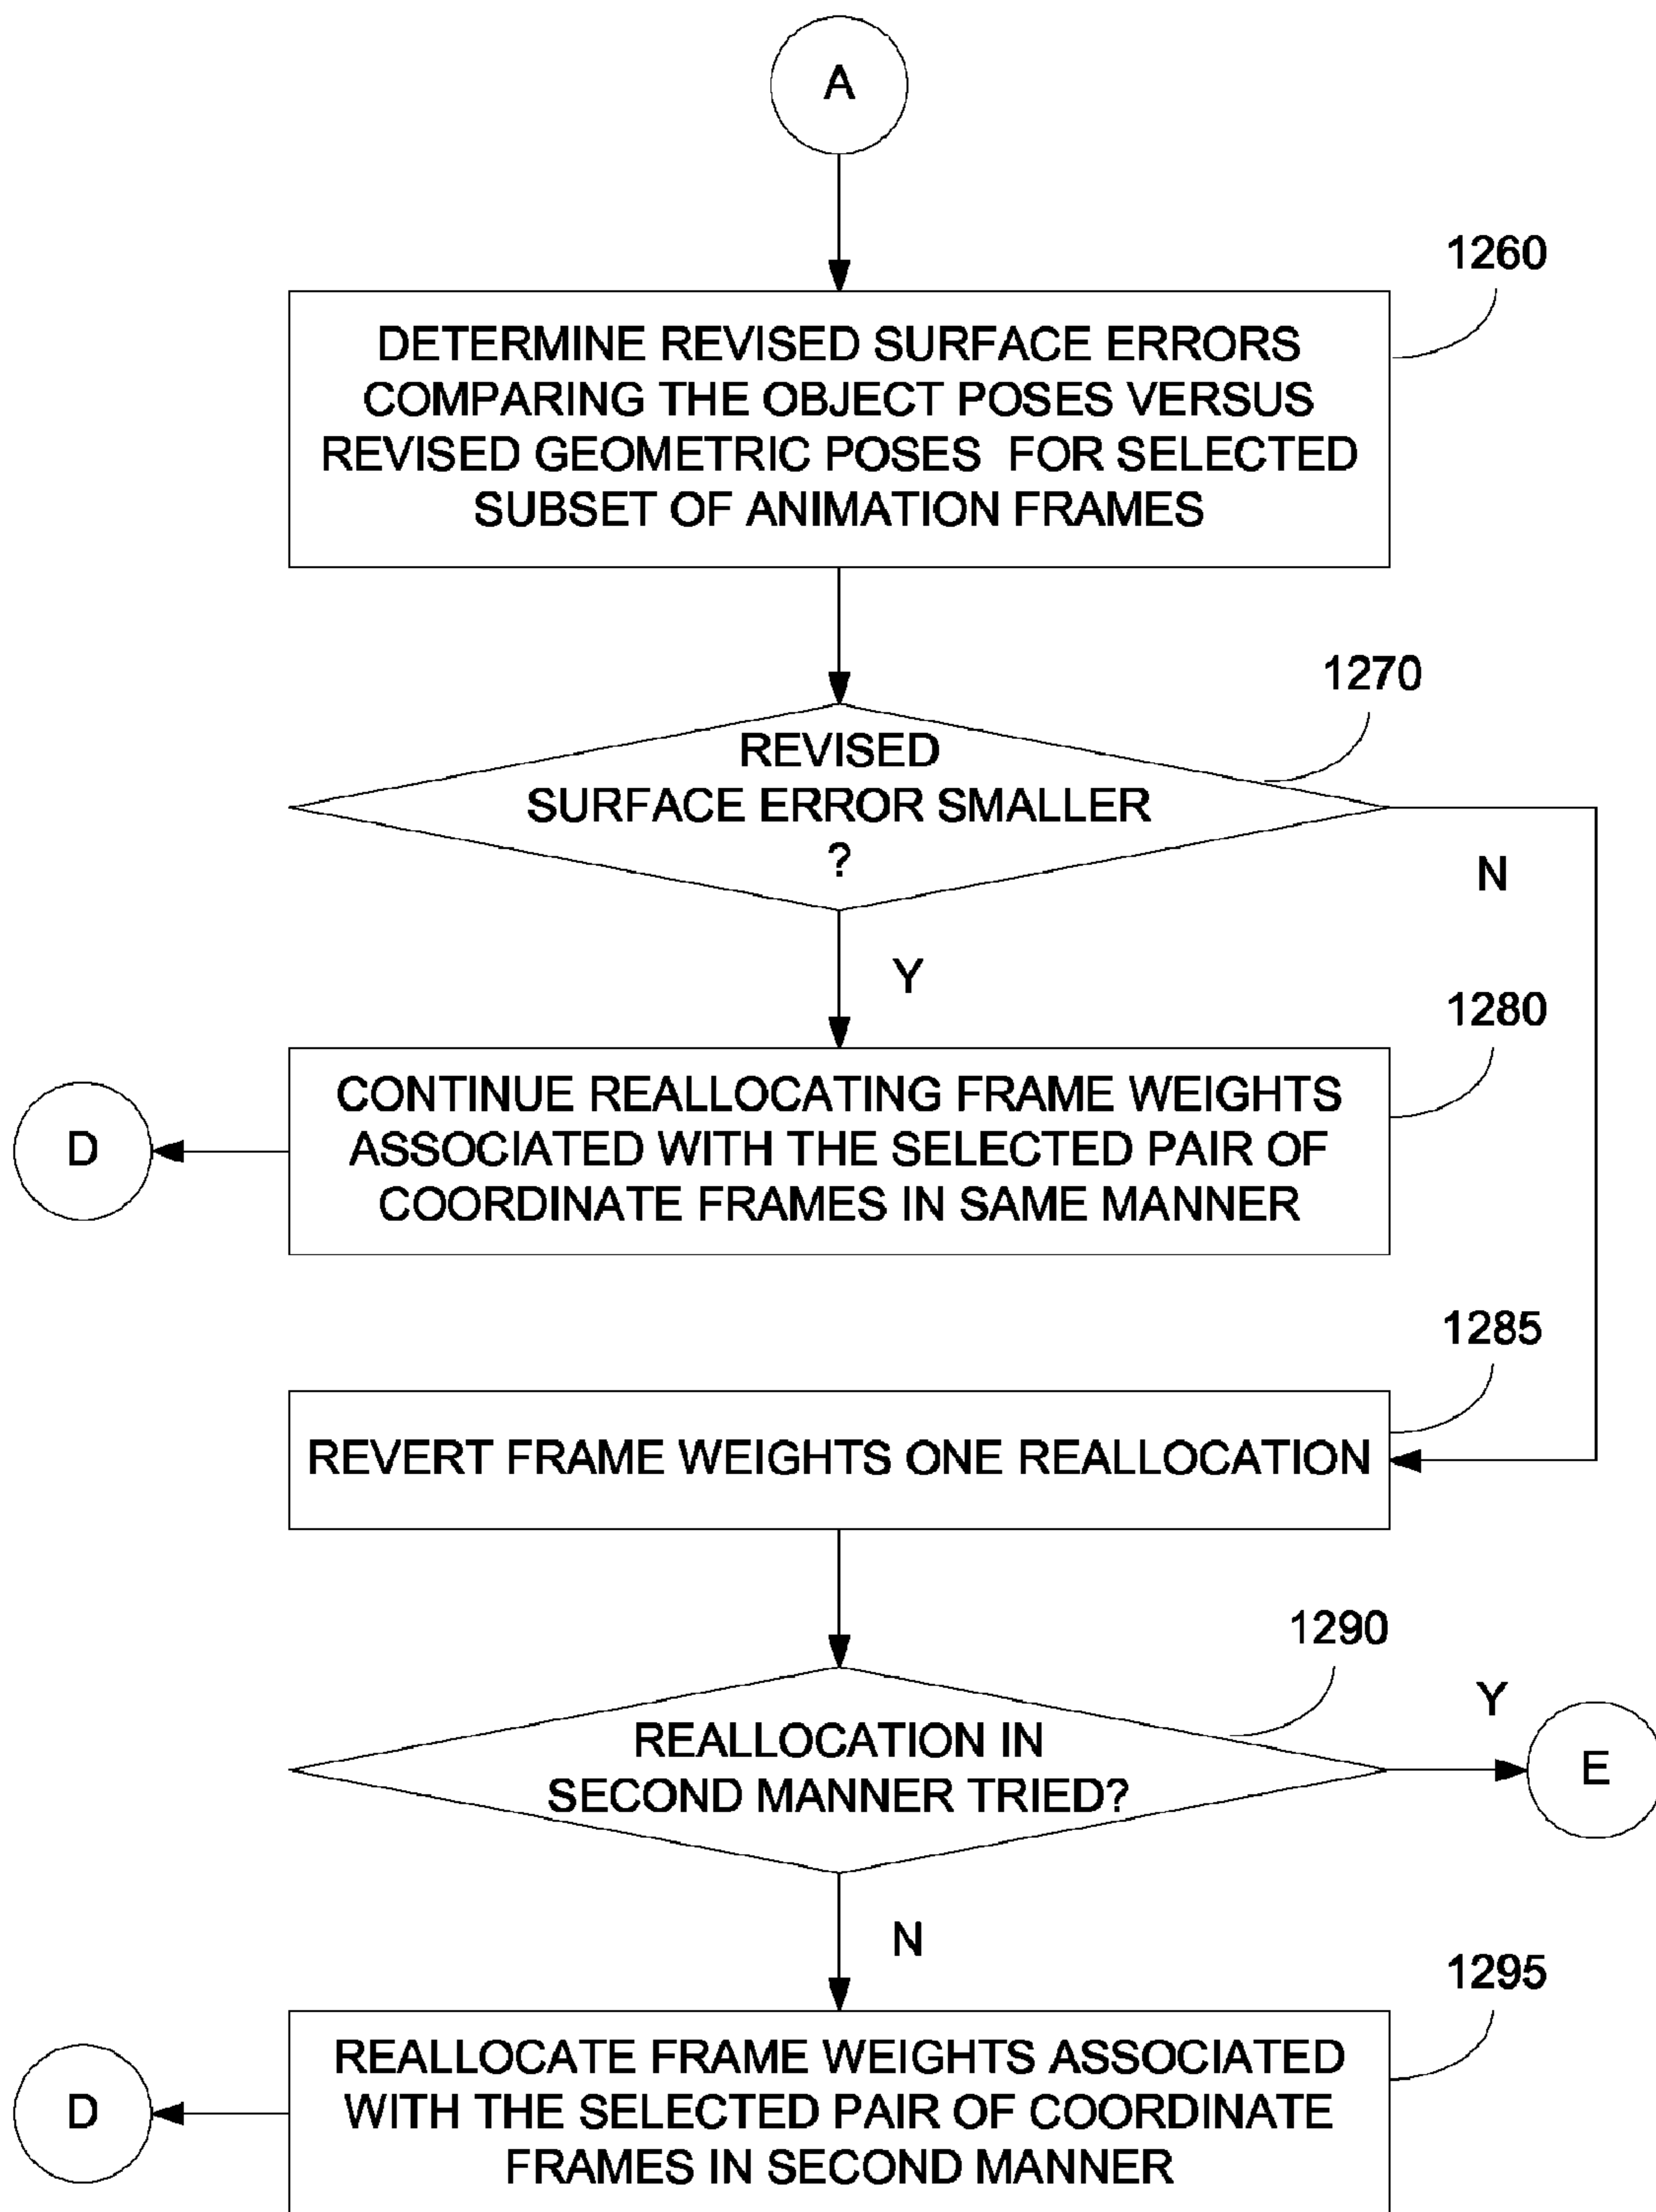 A
1260
DETERMINE REVISED SURFACE ERRORS
COMPARING THE OBJECT POSES VERSUS
REVISED GEOMETRIC POSES FOR SELECTED
SUBSET OF ANIMATION FRAMES
1270
REVISED
SURFACE ERROR SMALLER
?
N
Y
1280
CONTINUE REALLOCATING FRAME WEIGHTS
ASSOCIATED WITH THE SELECTED PAIR OF
COORDINATE FRAMES IN SAME MANNER
D
1285
REVERT FRAME WEIGHTS ONE REALLOCATION
1290
REALLOCATION IN
SECOND MANNER TRIED?
Y
E
N
1295
REALLOCATE FRAME WEIGHTS ASSOCIATED
WITH THE SELECTED PAIR OF COORDINATE
FRAMES IN SECOND MANNER
D